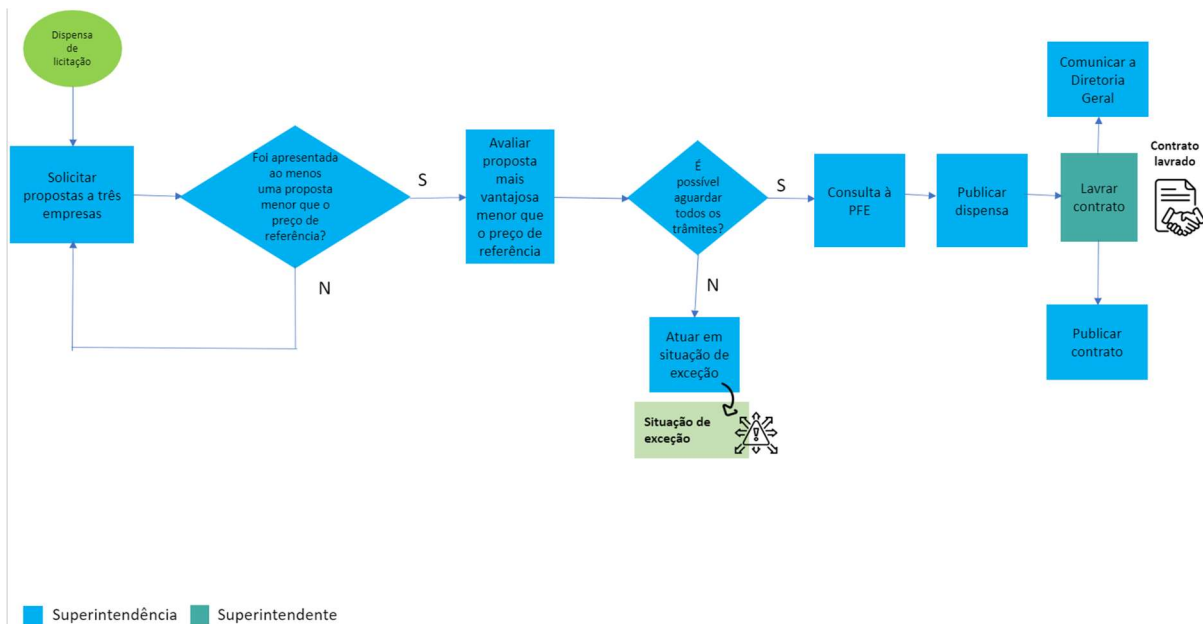 Dispensa
de
licitação
Solicitar
propostas a três
empresas
Foi apresentada
ao menos
uma proposta
menor que o
preço de
referência?
S
N
Avaliar
proposta
mais
vantajosa
menor que
o preço de
referência
É
possível
aguardar
todos os
trâmites?
S
N
Atuar em
situação de
exceção
Situação de
exceção
Consulta à
PFE
Publicar
dispensa
Comunicar a
Diretoria
Geral
Lavrar
contrato
Contrato
lavrado
Publicar
contrato
Superintendência
Superintendente